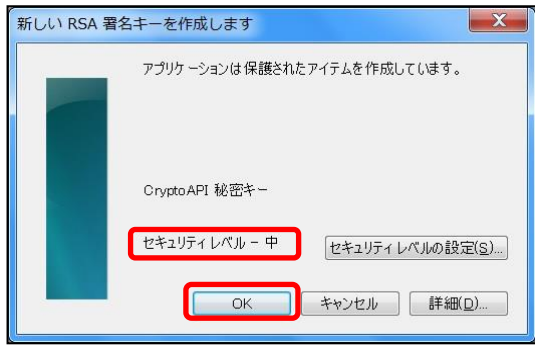 新しい RSA 署名キーを作成します
X
アプリケーションは保護されたアイテムを作成しています。
CryptoAPI 秘密キー
セキュリティ レベル - 中
セキュリティ レベルの設定(S)...
OK
キャンセル
詳細(D)...